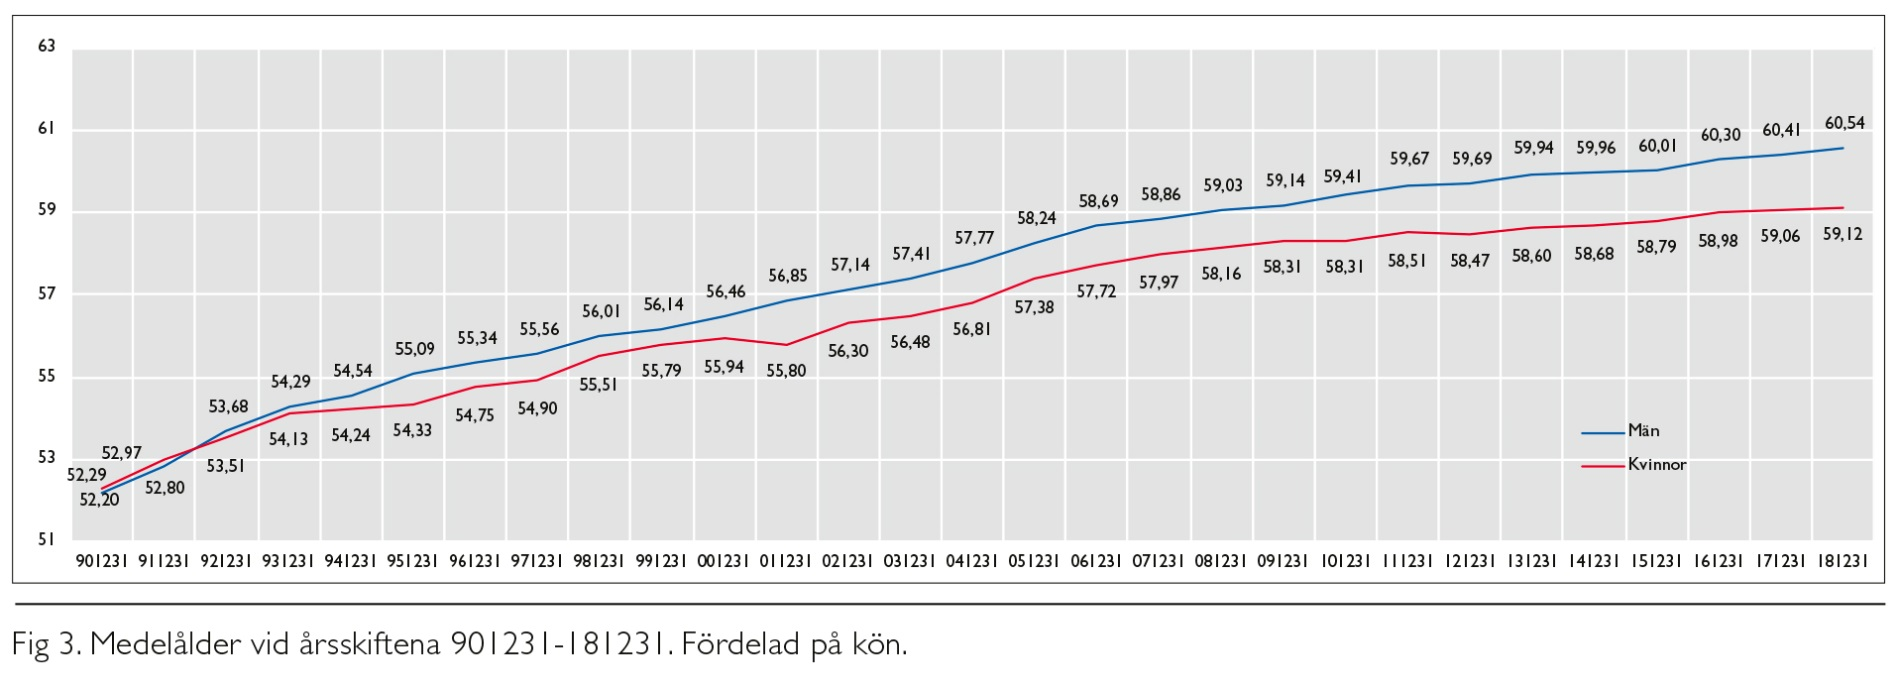 63
61
59
57
55
53
51
52,97 53,68 54,29 54,54 55,09 55,34 55,56 56,01 56,14 56,46 56,85 57,14 57,41 57,77 58,24 58,69 58,86 59,03 59,14 59,41 59,67 59,69 59,94 59,96 60,01 60,30 60,41 60,54
52,29
52,20 52,80 53,51 54,13 54,24 54,33 54,75 54,90 55,51 55,79 55,94 55,80 56,30 56,48 56,81 57,38 57,72 57,97 58,16 58,31 58,31 58,51 58,47 58,60 58,68 58,79 58,98 59,06 59,12
Män
Kvinnor
901231 911231 921231 931231 941231 951231 961231 971231 981231 991231 001231 011231 021231 031231 041231 051231 061231 071231 081231 091231 101231 111231 121231 131231 141231 151231 161231 171231 181231
Fig 3. Medelålder vid årsskiftena 901231-181231. Fördelad på kön.